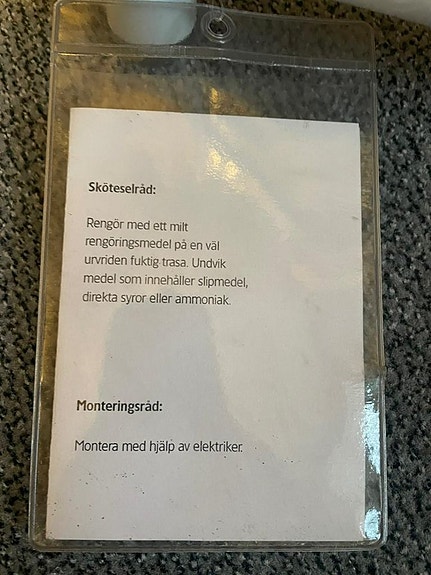 Sköteselråd:
Rengör med ett milt
rengöringsmedel på en väl
urvriden fuktig trasa. Undvik
medel som innehåller slipmedel,
direkta syror eller ammoniak.
Monteringsråd:
Montera med hjälp av elektriker.